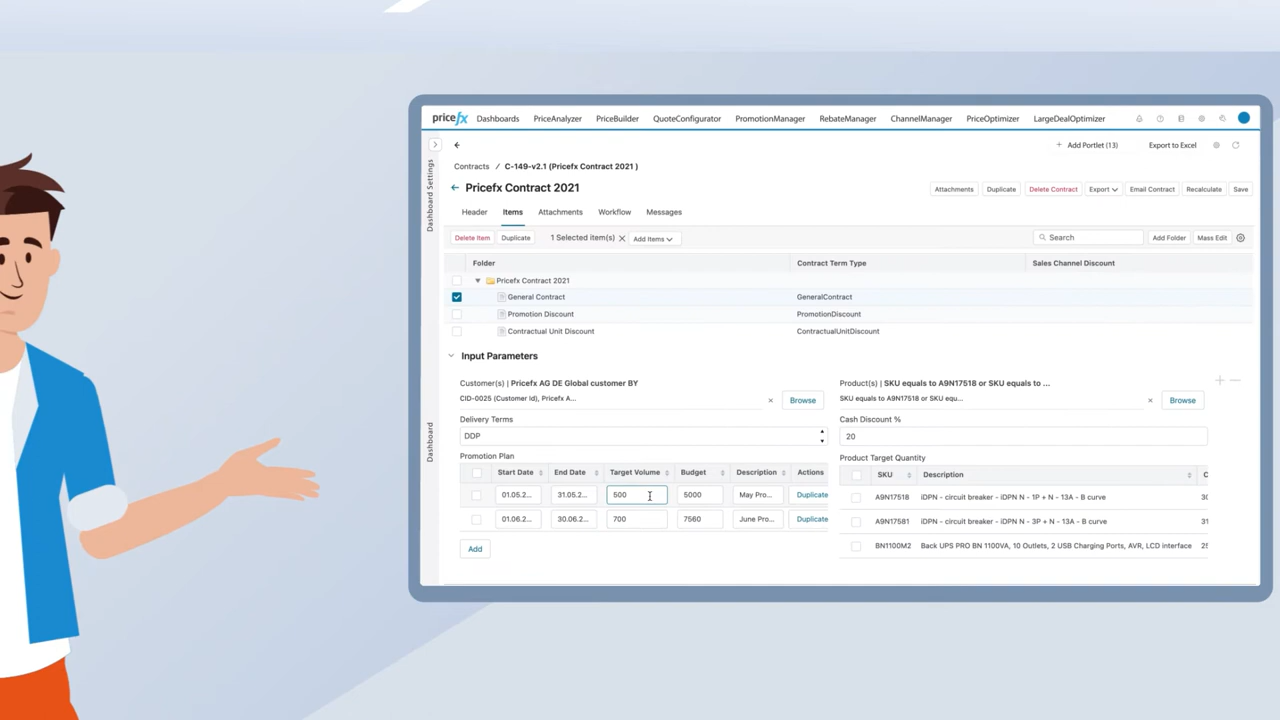 pricefx Dashboards PriceAnalyzer PriceBuilder QuoteConfigurator PromotionManager RebateManager ChannelManager PriceOptimizer LargeDealOptimizer
+ Add Portlet (13) Export to Excel
Dashboard Settings
Contracts / C-149-v2.1 (Pricefx Contract 2021 )
Pricefx Contract 2021
Attachments Duplicate Delete Contract Export Email Contract Recalculate Save
Header Items Attachments Workflow Messages
Delete Item Duplicate 1 Selected item(s) Add Items Search Add Folder Mass Edit
Folder Contract Term Type Sales Channel Discount
Pricefx Contract 2021
General Contract GeneralContract
Promotion Discount PromotionDiscount
Contractual Unit Discount ContractualUnitDiscount
Input Parameters
Customer(s) | Pricefx AG DE Global customer BY
CID-0025 (Customer Id), Pricefx A... Browse
Delivery Terms
DDP
Promotion Plan
Start Date End Date Target Volume Budget Description Actions
01.05.2... 31.05.2... 500 5000 May Pro... Duplicate
01.06.2... 30.06.2... 700 7560 June Pro... Duplicate
Add
Product(s) | SKU equals to A9N17518 or SKU equals to ...
SKU equals to A9N17518 or SKU equ... Browse
Cash Discount %
20
Product Target Quantity
SKU Description
A9N17518 iDPN - circuit breaker - iDPN N - 1P + N - 13A - B curve
A9N17581 iDPN - circuit breaker - iDPN N - 3P + N - 13A - B curve
BN1100M2 Back UPS PRO BN 1100VA, 10 Outlets, 2 USB Charging Ports, AVR, LCD interface
Dashboard